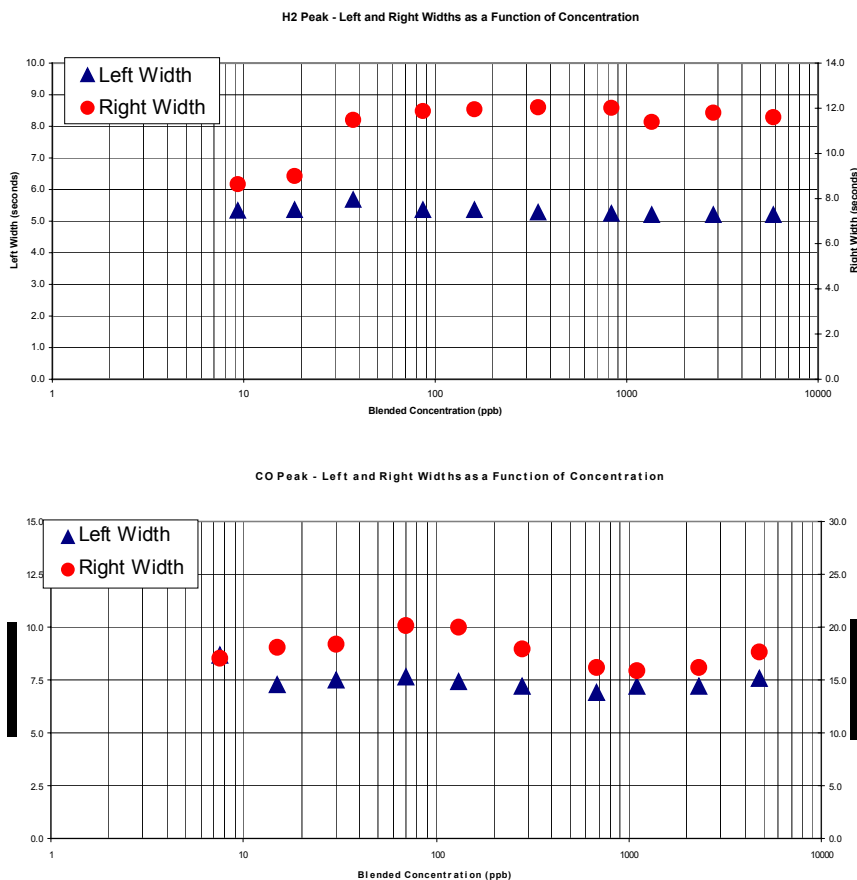 H2 Peak - Left and Right Widths as a Function of Concentration
10.0
9.0
8.0
7.0
6.0
5.0
4.0
3.0
2.0
1.0
0.0
Left Width (seconds)
Left Width
Right Width
14.0
12.0
10.0
8.0
6.0
4.0
2.0
0.0
Right Width (seconds)
1 10 100 1000 10000
Blended Concentration (ppb)
CO Peak - Left and Right Widths as a Function of Concentration
15.0
12.5
10.0
7.5
5.0
2.5
0.0
Left Width
Right Width
30.0
25.0
20.0
15.0
10.0
5.0
0.0
1 10 100 1000 10000
Blended Concentration (ppb)